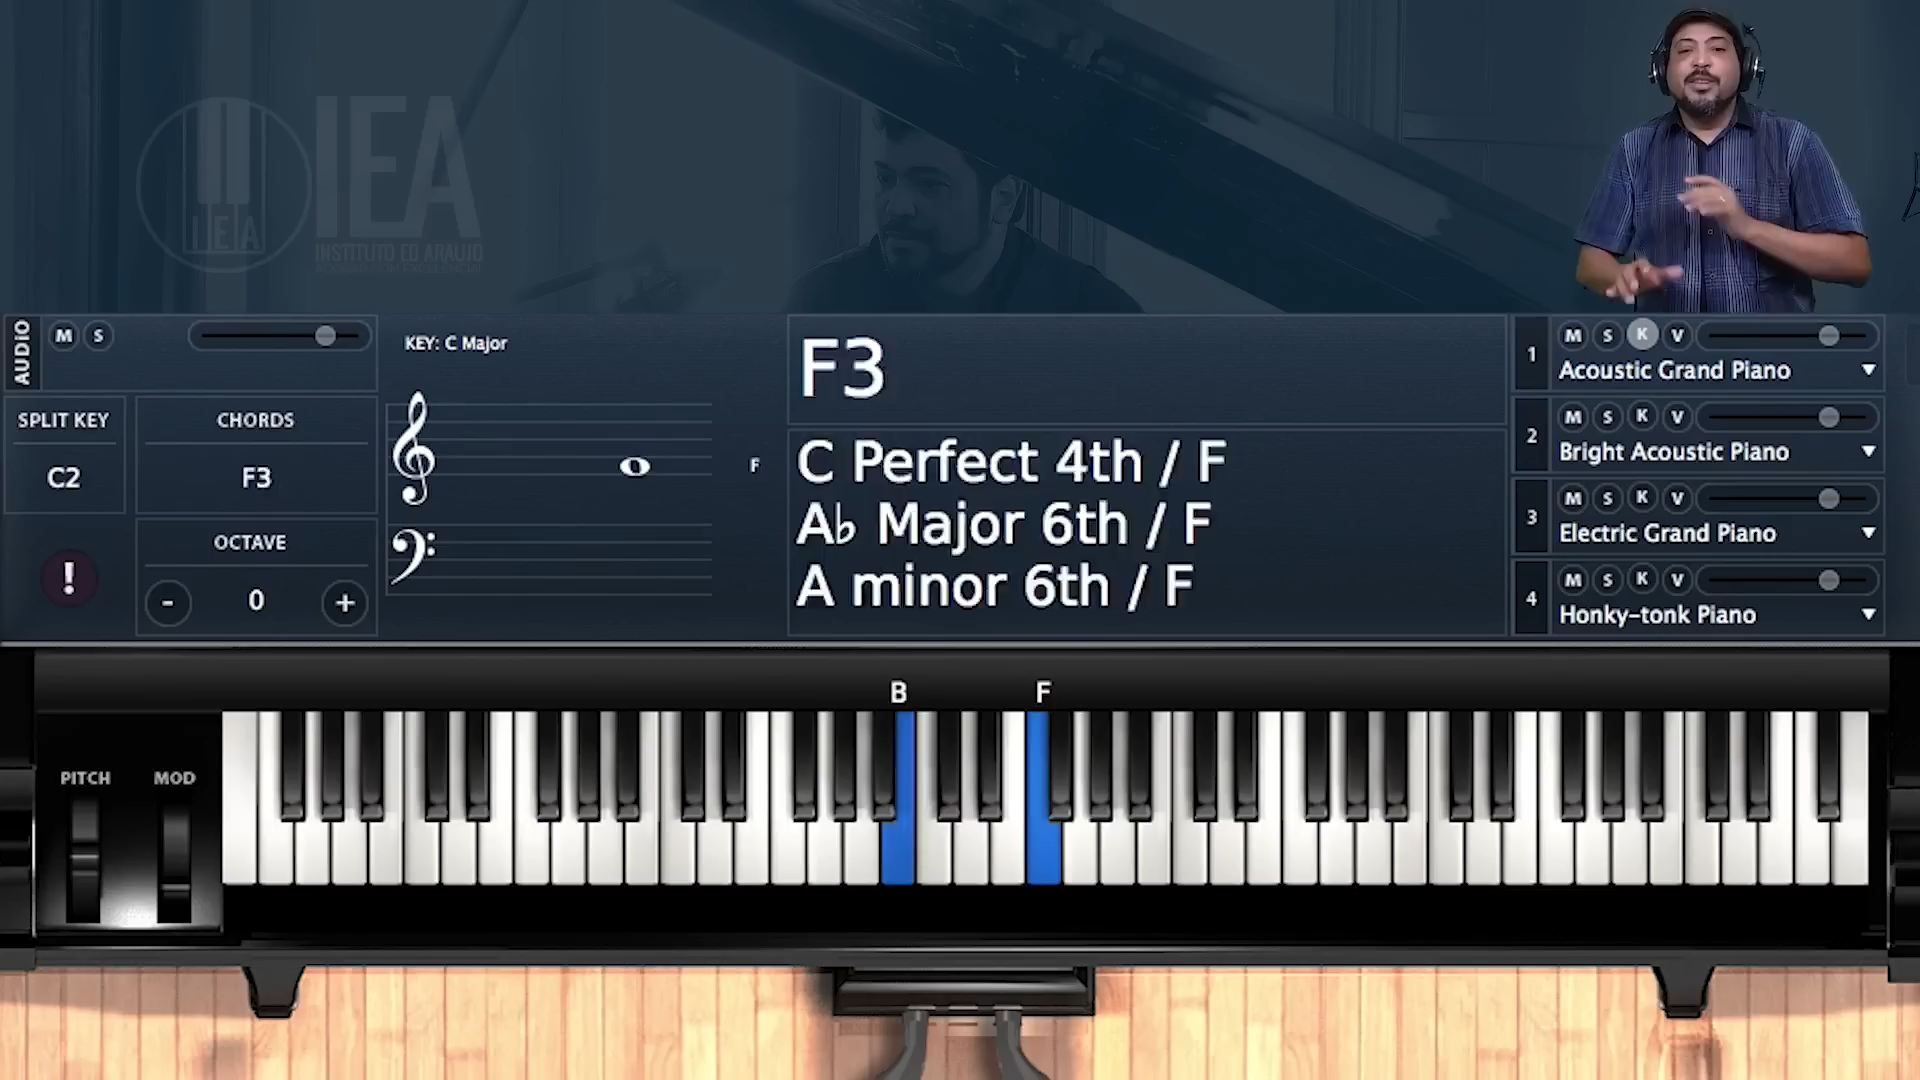 IEA
IEA
INSTITUTO ED ARAUJO
AUDiO
M S
KEY: C Major
SPLIT KEY
C2
CHORDS
F3
OCTAVE
- 0 +
!
F
F3
C Perfect 4th / F
A♭ Major 6th / F
A minor 6th / F
1
M S K V
Acoustic Grand Piano
2
M S K V
Bright Acoustic Piano
3
M S K V
Electric Grand Piano
4
M S K V
Honky-tonk Piano
B F
PITCH MOD